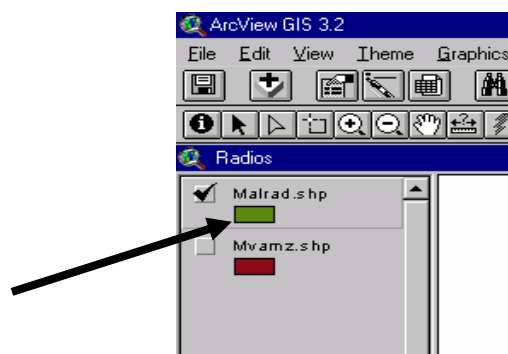 ArcView GIS 3.2
File Edit View Theme Graphics
Radios
Malrad.shp
Mvamz.shp